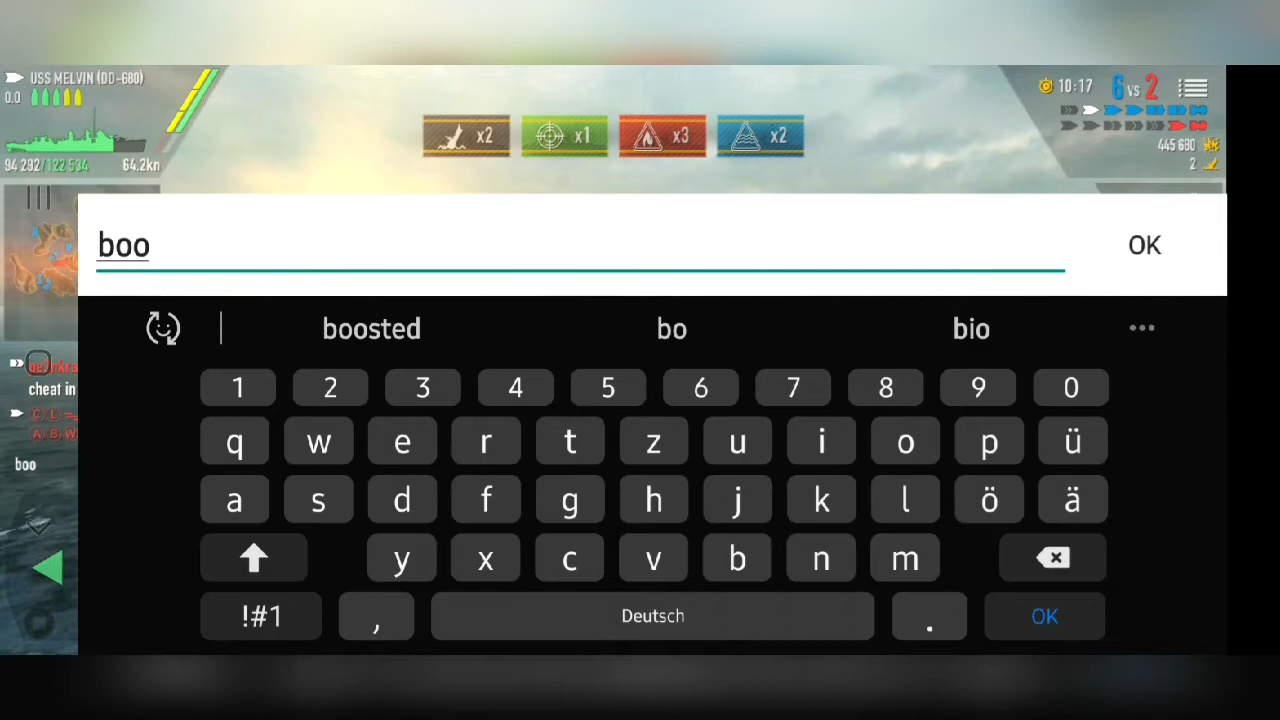 USS MELVIN (DD-680)
0.0
94 292/122 534
64.2kn
x2
x1
x3
x2
10:17
6 vs 2
445 680
2
boo
OK
cheat in
boo
boosted
bo
bio
1 2 3 4 5 6 7 8 9 0
q w e r t z u i o p ü
a s d f g h j k l ö ä
y x c v b n m
!#1 , Deutsch . OK